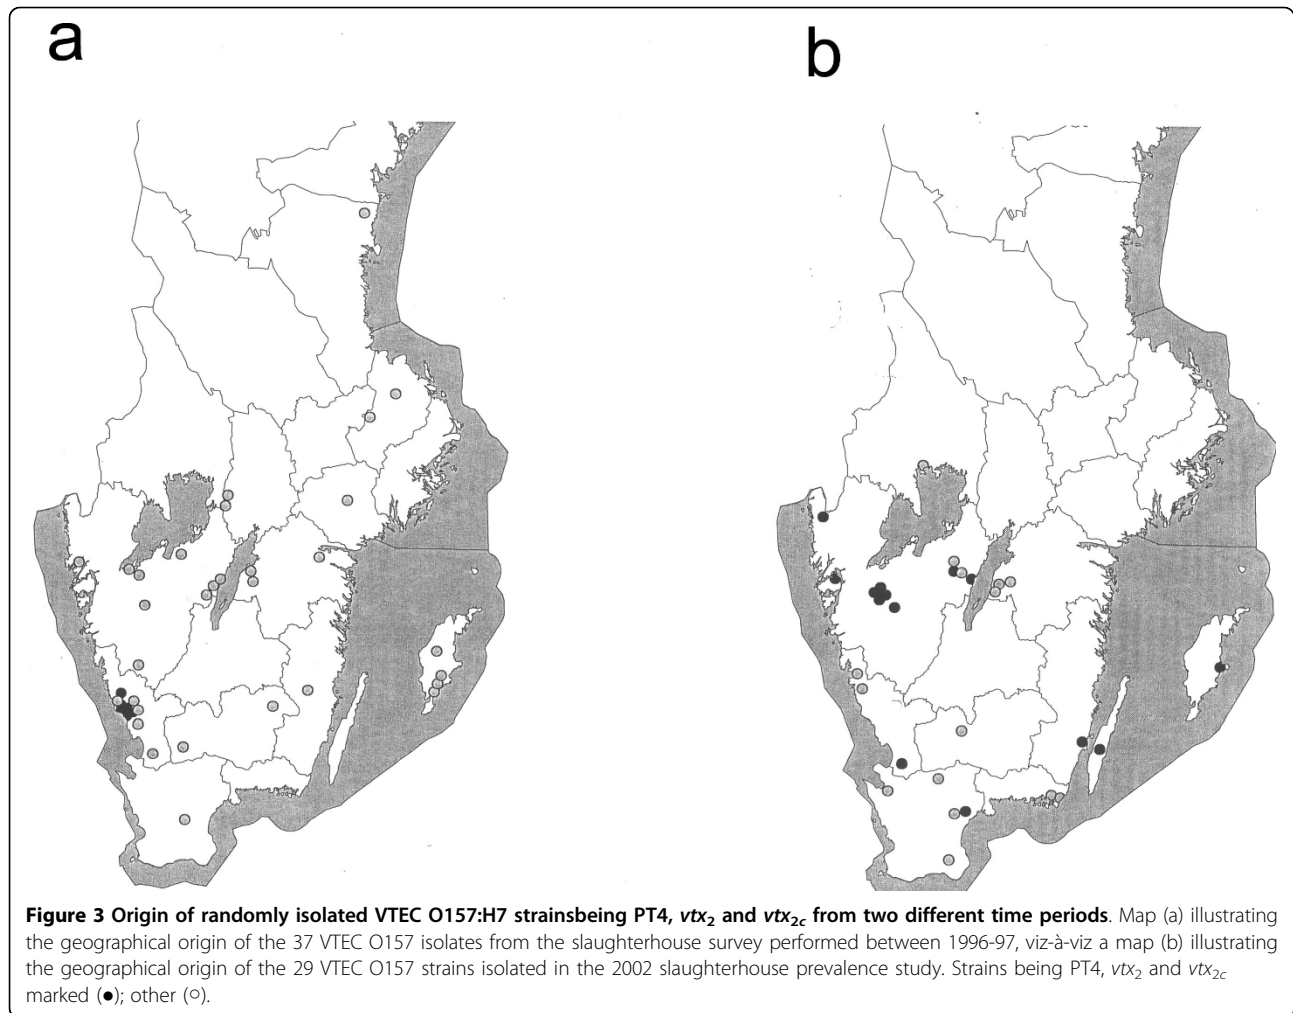 a
b
Figure 3 Origin of randomly isolated VTEC O157:H7 strainsbeing PT4, vtx2 and vtx2c from two different time periods. Map (a) illustrating
the geographical origin of the 37 VTEC O157 isolates from the slaughterhouse survey performed between 1996-97, viz-à-viz a map (b) illustrating
the geographical origin of the 29 VTEC O157 strains isolated in the 2002 slaughterhouse prevalence study. Strains being PT4, vtx2 and vtx2c
marked (●); other (○).